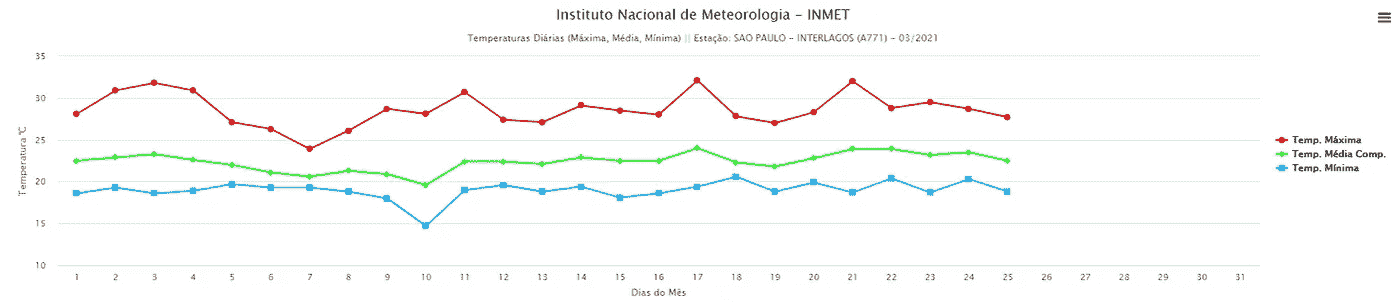 Instituto Nacional de Meteorologia - INMET
Temperaturas Diárias (Máxima, Média, Mínima) || Estação: SAO PAULO - INTERLAGOS (A771) - 03/2021
35
30
25
20
15
10
Temperatura °C
1 2 3 4 5 6 7 8 9 10 11 12 13 14 15 16 17 18 19 20 21 22 23 24 25 26 27 28 29 30 31
Dias do Mês
Temp. Máxima
Temp. Média Comp.
Temp. Mínima